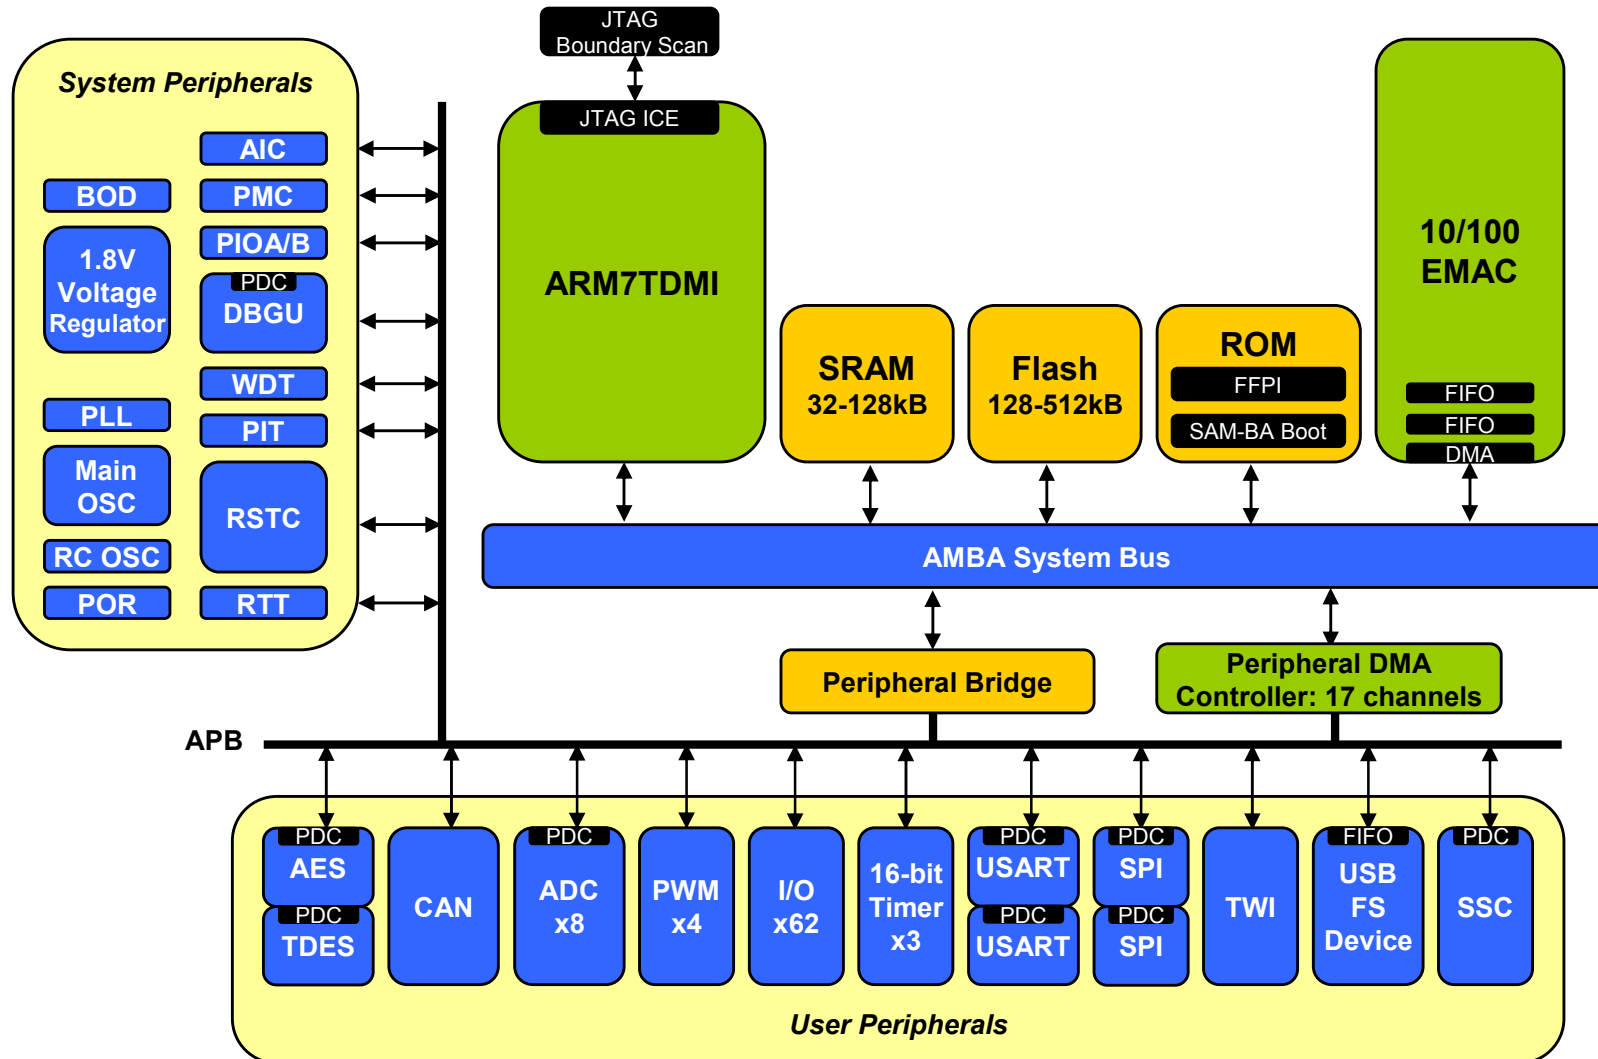 JTAG
Boundary Scan
JTAG ICE
ARM7TDMI
System Peripherals
AIC
BOD
PMC
PIOA/B
1.8V
Voltage
Regulator
PDC
DBGU
WDT
PLL
PIT
Main
OSC
RSTC
RC OSC
POR
RTT
SRAM
32-128kB
Flash
128-512kB
ROM
FFPI
SAM-BA Boot
10/100
EMAC
FIFO
FIFO
DMA
AMBA System Bus
Peripheral Bridge
Peripheral DMA
Controller: 17 channels
APB
PDC
AES
PDC
TDES
CAN
PDC
ADC
x8
PWM
x4
I/O
x62
16-bit
Timer
x3
PDC
USART
PDC
USART
PDC
SPI
PDC
SPI
TWI
FIFO
USB
FS
Device
PDC
SSC
User Peripherals